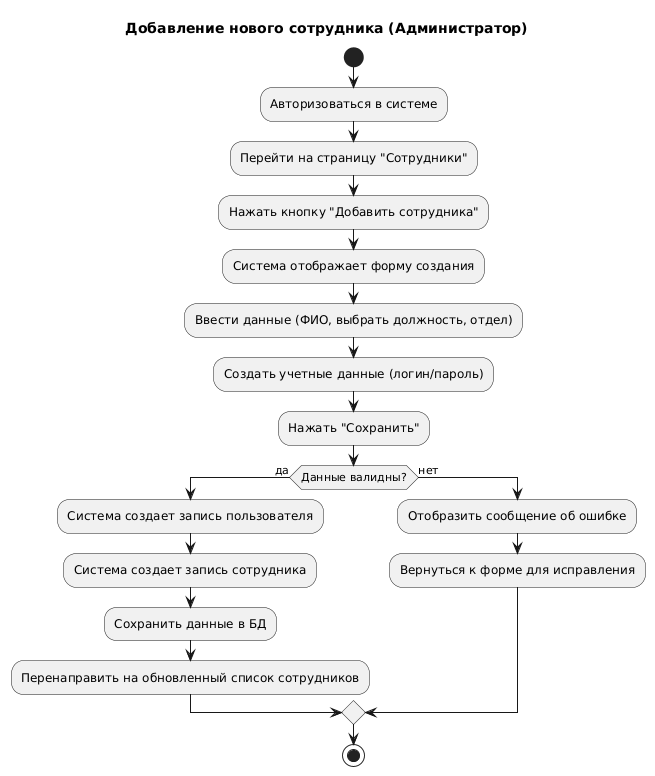 Добавление нового сотрудника (Администратор)
Авторизоваться в системе
Перейти на страницу "Сотрудники"
Нажать кнопку "Добавить сотрудника"
Система отображает форму создания
Ввести данные (ФИО, выбрать должность, отдел)
Создать учетные данные (логин/пароль)
Нажать "Сохранить"
да
Данные валидны?
нет
Система создает запись пользователя
Отобразить сообщение об ошибке
Система создает запись сотрудника
Вернуться к форме для исправления
Сохранить данные в БД
Перенаправить на обновленный список сотрудников